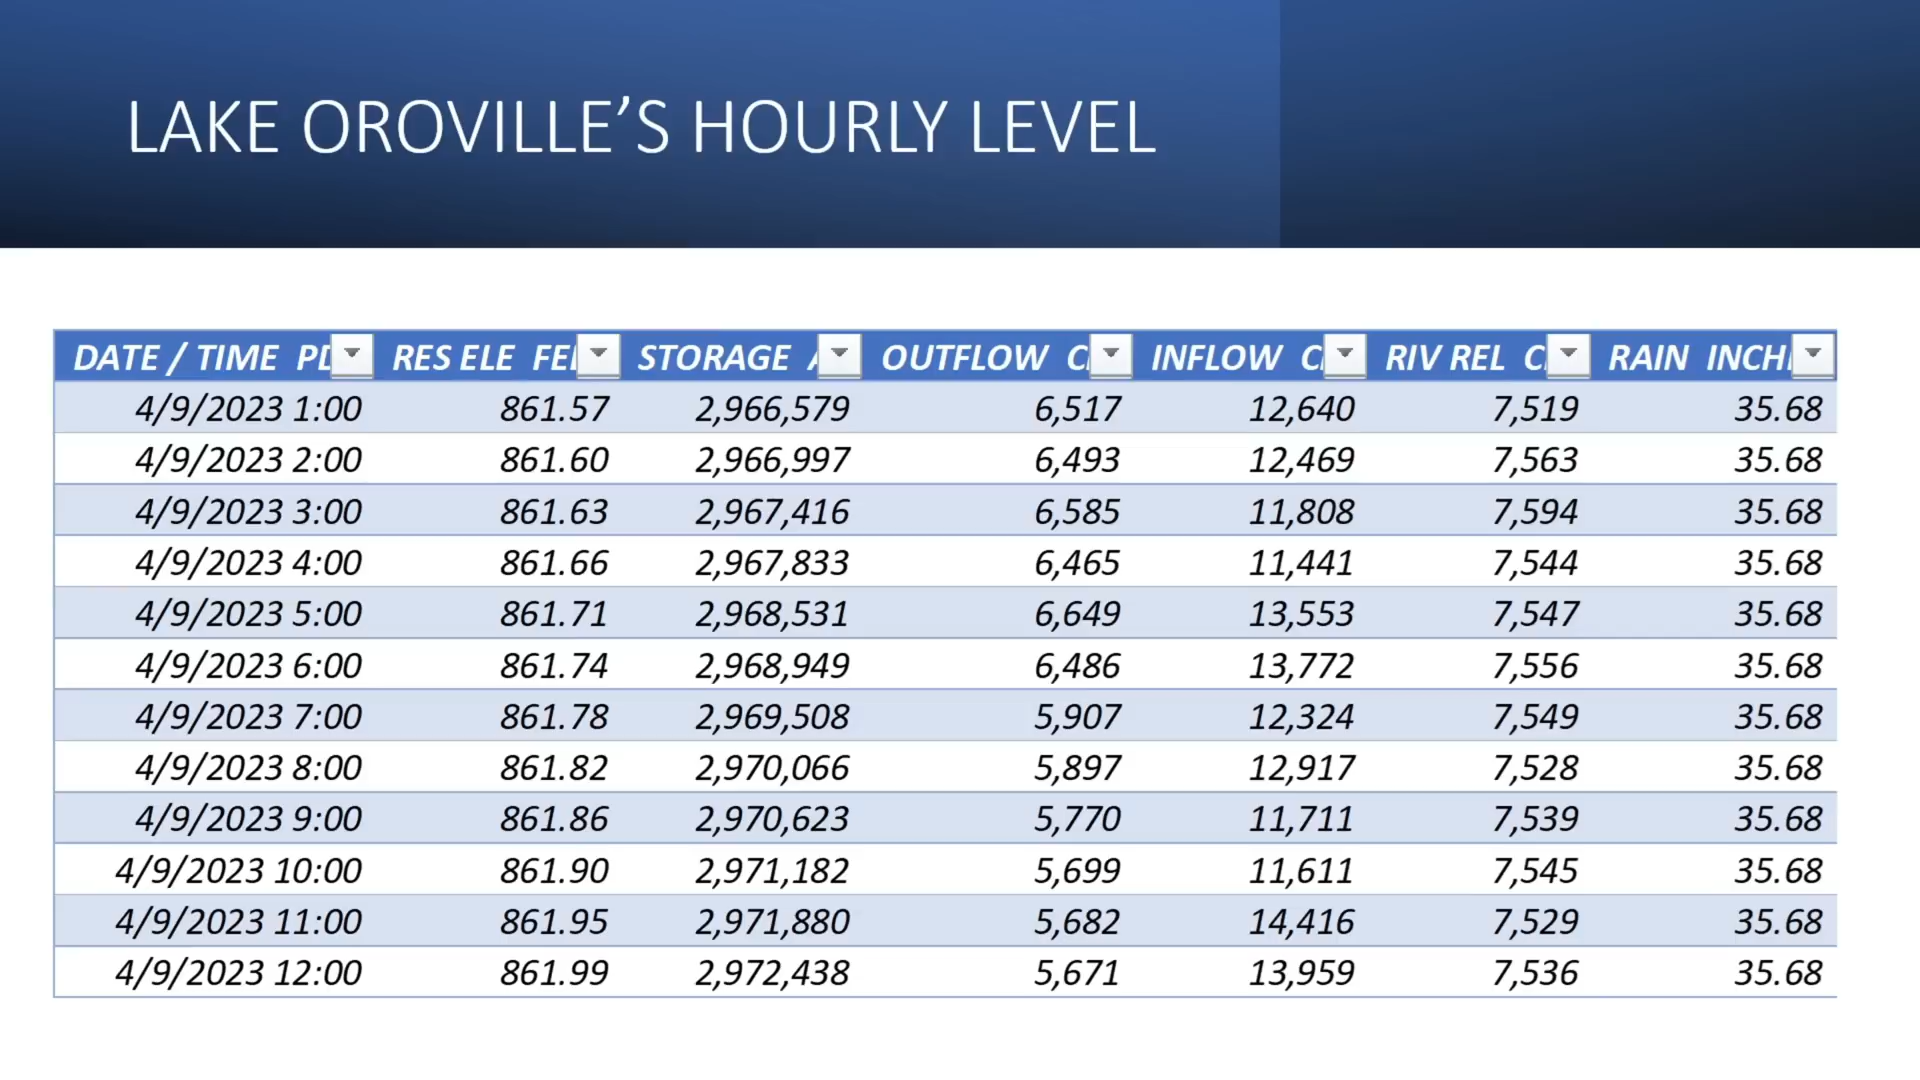 LAKE OROVILLE’S HOURLY LEVEL
DATE / TIME RES ELE STORAGE OUTFLOW INFLOW RIV REL RAIN
4/9/2023 1:00 861.57 2,966,579 6,517 12,640 7,519 35.68
4/9/2023 2:00 861.60 2,966,997 6,493 12,469 7,563 35.68
4/9/2023 3:00 861.63 2,967,416 6,585 11,808 7,594 35.68
4/9/2023 4:00 861.66 2,967,833 6,465 11,441 7,544 35.68
4/9/2023 5:00 861.71 2,968,531 6,649 13,553 7,547 35.68
4/9/2023 6:00 861.74 2,968,949 6,486 13,772 7,556 35.68
4/9/2023 7:00 861.78 2,969,508 5,907 12,324 7,549 35.68
4/9/2023 8:00 861.82 2,970,066 5,897 12,917 7,528 35.68
4/9/2023 9:00 861.86 2,970,623 5,770 11,711 7,539 35.68
4/9/2023 10:00 861.90 2,971,182 5,699 11,611 7,545 35.68
4/9/2023 11:00 861.95 2,971,880 5,682 14,416 7,529 35.68
4/9/2023 12:00 861.99 2,972,438 5,671 13,959 7,536 35.68